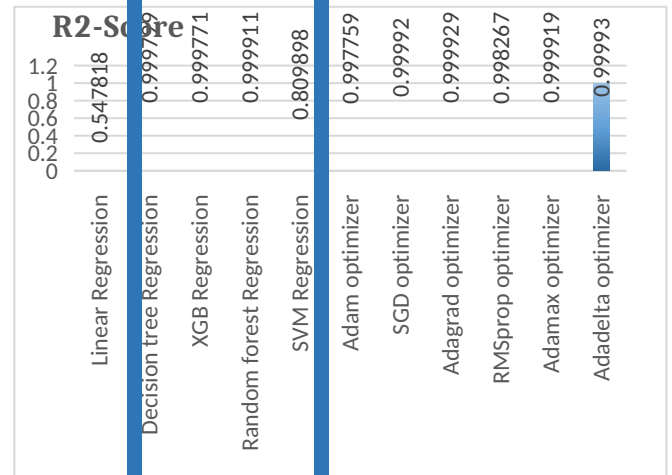 R2-Score
0.547818
0.999789
0.999771
0.999911
0.809898
0.997759
0.99992
0.999929
0.998267
0.999919
0.99993
1.2
1
0.8
0.6
0.4
0.2
0
Linear Regression
Decision tree Regression
XGB Regression
Random forest Regression
SVM Regression
Adam optimizer
SGD optimizer
Adagrad optimizer
RMSprop optimizer
Adamax optimizer
Adadelta optimizer